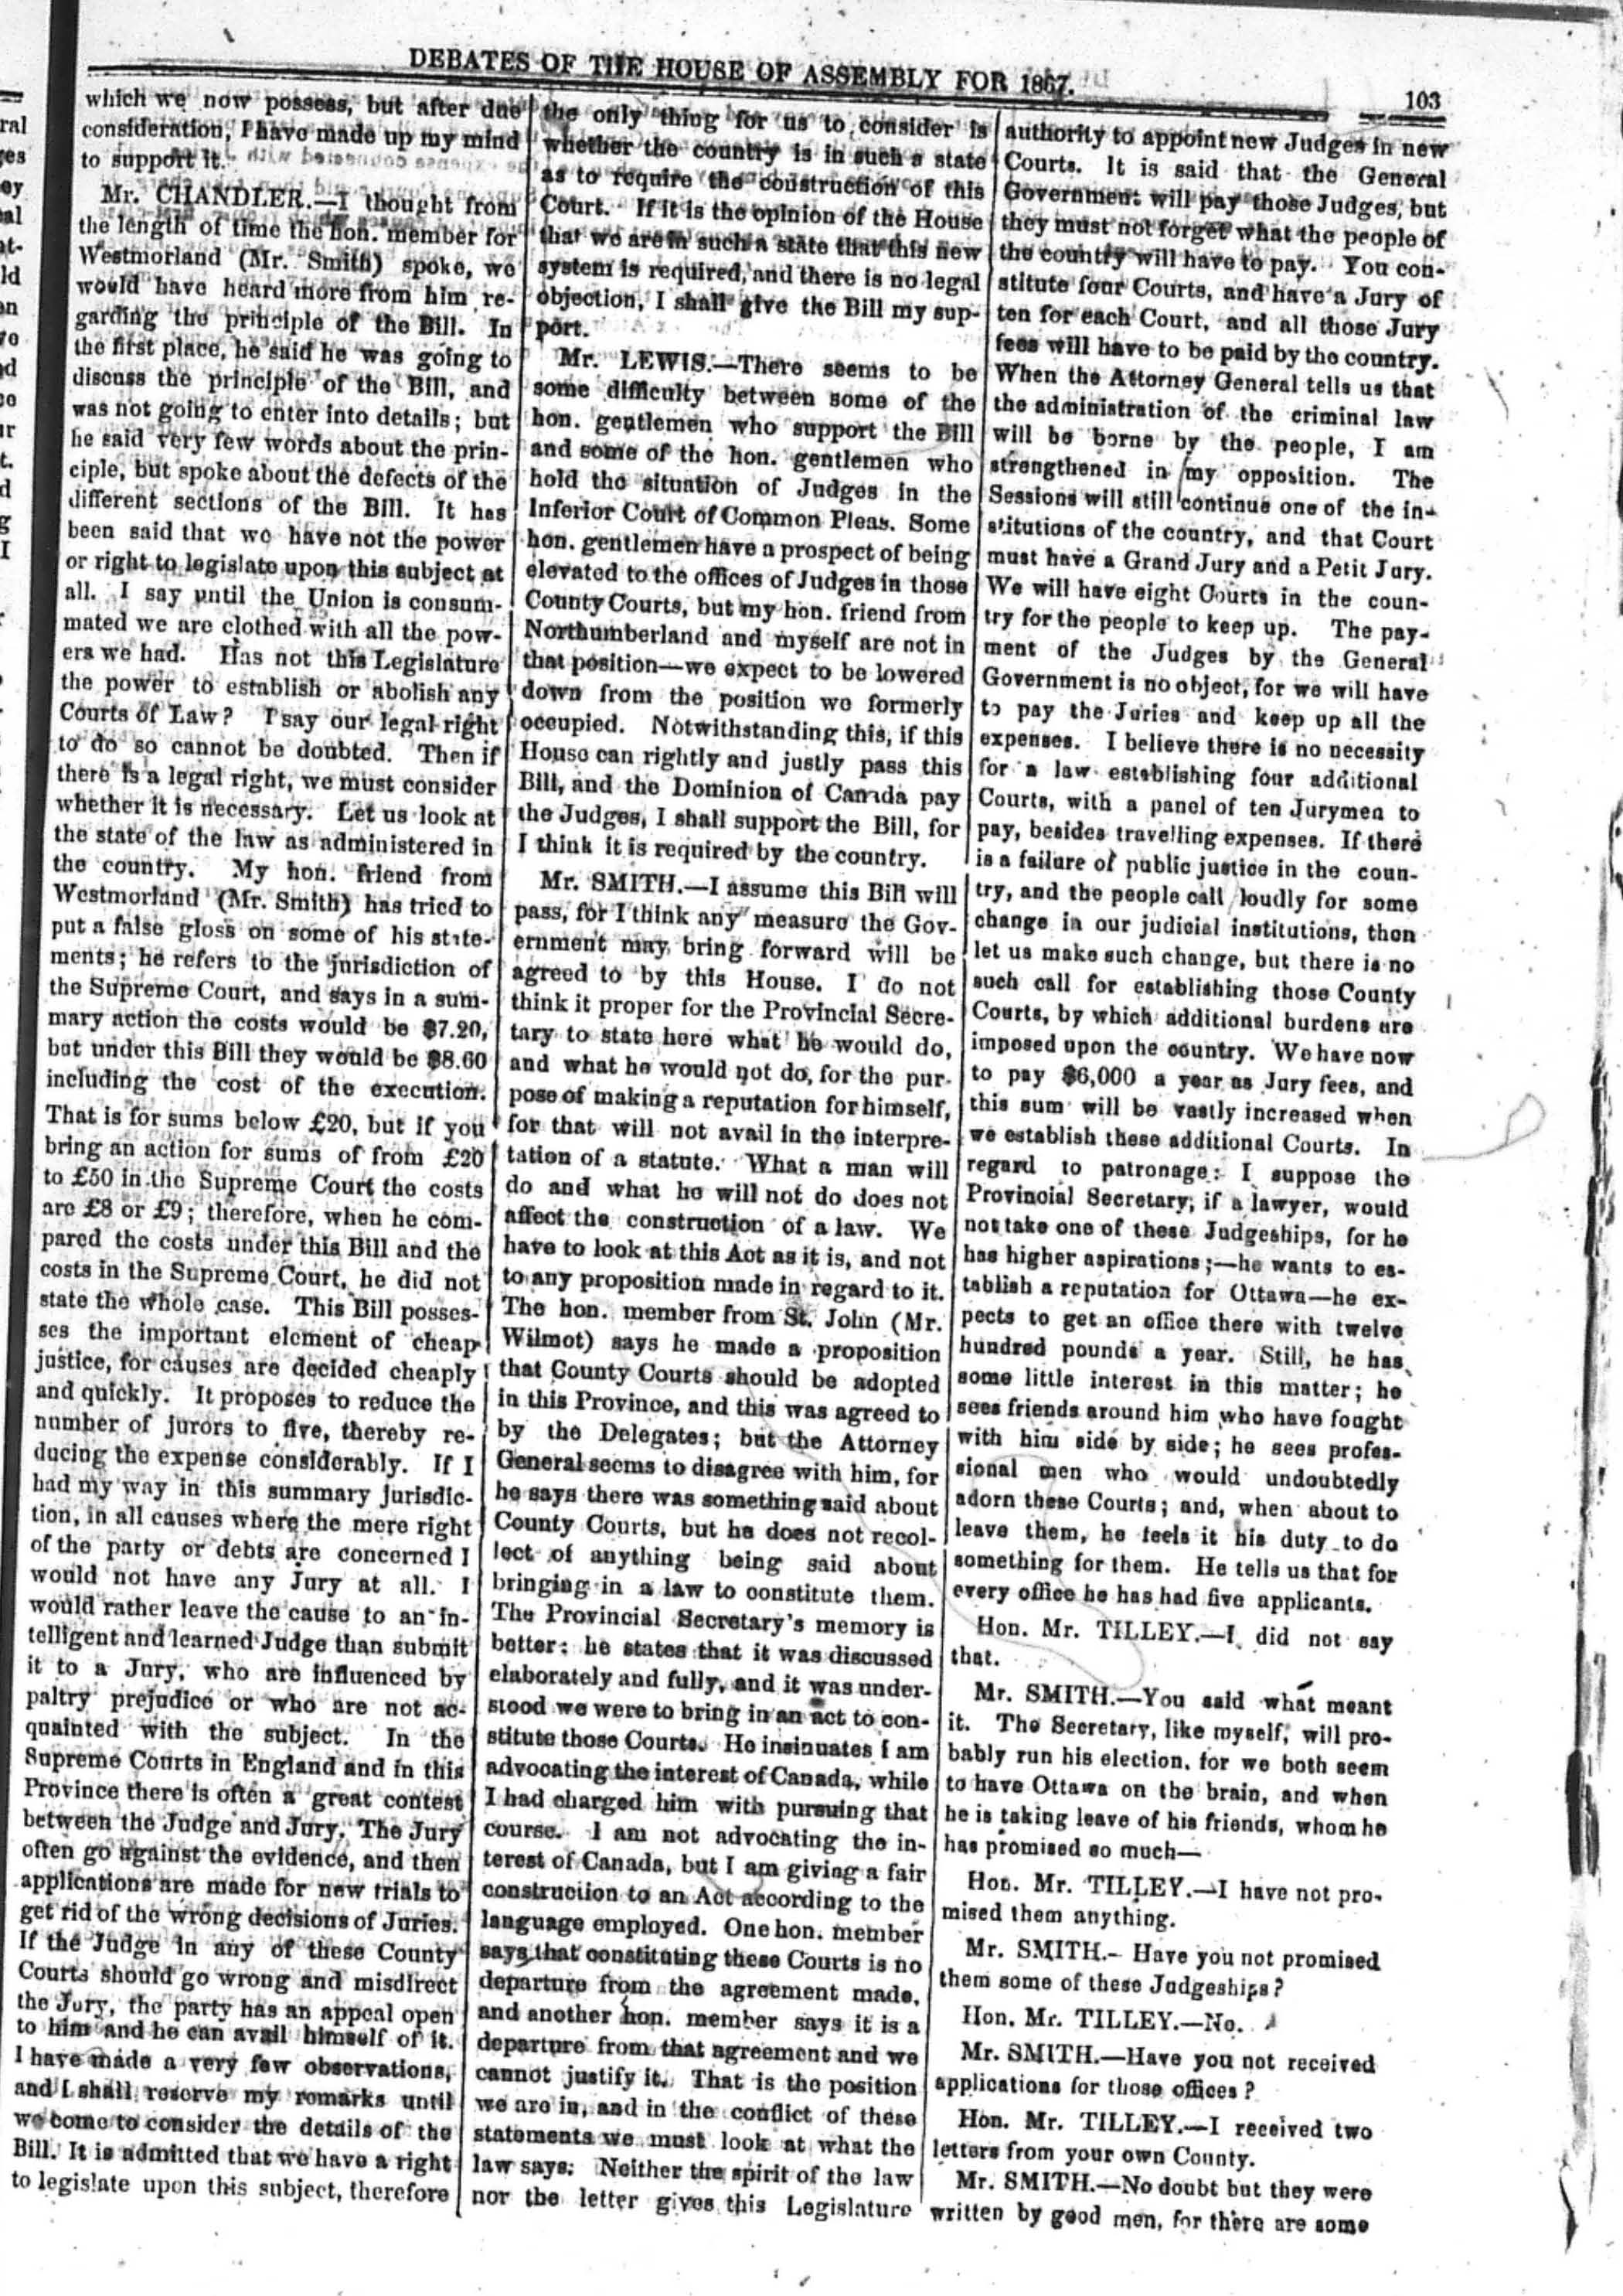 DEBATES OF THE HOUSE OF ASSEMBLY FOR 1867.
103
which we now possess, but after due
consideration, I have made up my mind
to support it.
Mr. CHANDLER.—I thought from
the length of time the hon. member for
Westmorland (Mr. Smith) spoke, we
would have heard more from him re-
garding the principle of the Bill. In
the first place, he said he was going to
discuss the principle of the Bill, and
was not going to enter into details; but
he said very few words about the prin-
ciple, but spoke about the defects of the
different sections of the Bill. It has
been said that we have not the power
or right to legislate upon this subject at
all. I say until the Union is consum-
mated we are clothed with all the pow-
ers we had. Has not this Legislature
the power to establish or abolish any
Courts of Law? I say our legal right
to do so cannot be doubted. Then if
there is a legal right, we must consider
whether it is necessary. Let us look at
the state of the law as administered in
the country. My hon. friend from
Westmorland (Mr. Smith) has tried to
put a false gloss on some of his state-
ments; he refers to the jurisdiction of
the Supreme Court, and says in a sum-
mary action the costs would be $7.20,
but under this Bill they would be $8.60
including the cost of the execution.
That is for sums below £20, but if you
bring an action for sums of from £20
to £50 in the Supreme Court the costs
are £8 or £9; therefore, when he com-
pared the costs under this Bill and the
costs in the Supreme Court, he did not
state the whole case. This Bill posses-
ses the important element of cheap
justice, for causes are decided cheaply
and quickly. It proposes to reduce the
number of jurors to five, thereby re-
ducing the expense considerably. If I
had my way in this summary jurisdic-
tion, in all causes where the mere right
of the party or debts are concerned I
would not have any Jury at all. I
would rather leave the cause to an in-
telligent and learned Judge than submit
it to a Jury, who are influenced by
paltry prejudice or who are not ac-
quainted with the subject. In the
Supreme Courts in England and in this
Province there is often a great contest
between the Judge and Jury. The Jury
often go against the evidence, and then
applications are made for new trials to
get rid of the wrong decisions of Juries.
If the Judge in any of these County
Courts should go wrong and misdirect
the Jury, the party has an appeal open
to him and he can avail himself of it.
I have made a very few observations,
and I shall reserve my remarks until
we come to consider the details of the
Bill. It is admitted that we have a right
to legislate upon this subject, therefore
the only thing for us to consider is
whether the country is in such a state
as to require the construction of this
Court. If it is the opinion of the House
that we are in such a state that this new
system is required, and there is no legal
objection, I shall give the Bill my sup-
port.
Mr. LEWIS.—There seems to be
some difficulty between some of the
hon. gentlemen who support the Bill
and some of the hon. gentlemen who
hold the situation of Judges in the
Inferior Court of Common Pleas. Some
hon. gentlemen have a prospect of being
elevated to the offices of Judges in those
County Courts, but my hon. friend from
Northumberland and myself are not in
that position—we expect to be lowered
down from the position we formerly
occupied. Notwithstanding this, if this
House can rightly and justly pass this
Bill, and the Dominion of Canada pay
the Judges, I shall support the Bill, for
I think it is required by the country.
Mr. SMITH.—I assume this Bill will
pass, for I think any measure the Gov-
ernment may bring forward will be
agreed to by this House. I do not
think it proper for the Provincial Secre-
tary to state here what he would do,
and what he would not do, for the pur-
pose of making a reputation for himself,
for that will not avail in the interpre-
tation of a statute. What a man will
do and what he will not do does not
affect the construction of a law. We
have to look at this Act as it is, and not
to any proposition made in regard to it.
The hon. member from St. John (Mr.
Wilmot) says he made a proposition
that County Courts should be adopted
in this Province, and this was agreed to
by the Delegates; but the Attorney
General seems to disagree with him, for
he says there was something said about
County Courts, but he does not recol-
lect of anything being said about
bringing in a law to constitute them.
The Provincial Secretary's memory is
better; he states that it was discussed
elaborately and fully, and it was under-
stood we were to bring in an act to con-
stitute those Courts. He insinuates I am
advocating the interest of Canada, while
I had charged him with pursuing that
course. I am not advocating the in-
terest of Canada, but I am giving a fair
construction to an Act according to the
language employed. One hon. member
says that constituting these Courts is no
departure from the agreement made,
and another hon. member says it is a
departure from that agreement and we
cannot justify it. That is the position
we are in, and in the conflict of these
statements we must look at what the
law says: Neither the spirit of the law
nor the letter gives this Legislature
authority to appoint new Judges in new
Courts. It is said that the General
Government will pay those Judges, but
they must not forget what the people of
the country will have to pay. You con-
stitute four Courts, and have a Jury of
ten for each Court, and all those Jury
fees will have to be paid by the country.
When the Attorney General tells us that
the administration of the criminal law
will be borne by the people, I am
strengthened in my opposition. The
Sessions will still continue one of the in-
stitutions of the country, and that Court
must have a Grand Jury and a Petit Jury.
We will have eight Courts in the coun-
try for the people to keep up. The pay-
ment of the Judges by the General
Government is no object, for we will have
to pay the Juries and keep up all the
expenses. I believe there is no necessity
for a law establishing four additional
Courts, with a panel of ten Jurymen to
pay, besides travelling expenses. If there
is a failure of public justice in the coun-
try, and the people call loudly for some
change in our judicial institutions, then
let us make such change, but there is no
such call for establishing those County
Courts, by which additional burdens are
imposed upon the country. We have now
to pay $6,000 a year as Jury fees, and
this sum will be vastly increased when
we establish these additional Courts. In
regard to patronage: I suppose the
Provincial Secretary, if a lawyer, would
not take one of these Judgeships, for he
has higher aspirations;—he wants to es-
tablish a reputation for Ottawa—he ex-
pects to get an office there with twelve
hundred pounds a year. Still, he has
some little interest in this matter; he
sees friends around him who have fought
with him side by side; he sees profes-
sional men who would undoubtedly
adorn these Courts; and, when about to
leave them, he feels it his duty to do
something for them. He tells us that for
every office he has had five applicants.
Hon. Mr. TILLEY.—I did not say
that.
Mr. SMITH.—You said what meant
it. The Secretary, like myself, will pro-
bably run his election, for we both seem
to have Ottawa on the brain, and when
he is taking leave of his friends, whom he
has promised so much—
Hon. Mr. TILLEY.—I have not pro-
mised them anything.
Mr. SMITH.- Have you not promised
them some of these Judgeships?
Hon. Mr. TILLEY.—No.
Mr. SMITH.—Have you not received
applications for those offices?
Hon. Mr. TILLEY.—I received two
letters from your own County.
Mr. SMITH.—No doubt but they were
written by good men, for there are some